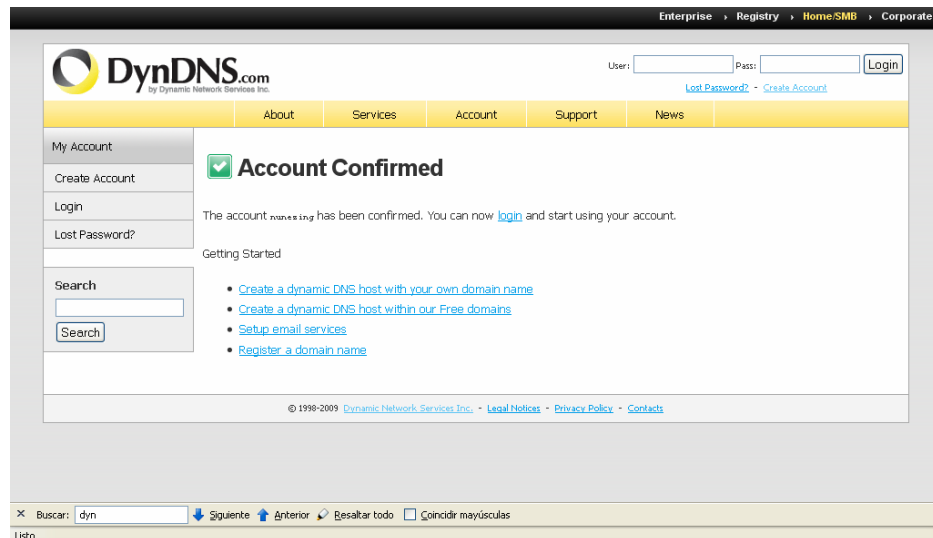 Enterprise › Registry › Home/SMB › Corporate
DynDNS.com
by Dynamic Network Services Inc.
User: Pass: Login
Lost Password? - Create Account
About Services Account Support News
My Account
Create Account
Login
Lost Password?
Search
Search
Account Confirmed
The account nunezing has been confirmed. You can now login and start using your account.
Getting Started
• Create a dynamic DNS host with your own domain name
• Create a dynamic DNS host within our Free domains
• Setup email services
• Register a domain name
© 1998-2009 Dynamic Network Services Inc. - Legal Notices - Privacy Policy - Contacts
× Buscar: dyn Siguiente Anterior Resaltar todo Coincidir mayúsculas
Listo